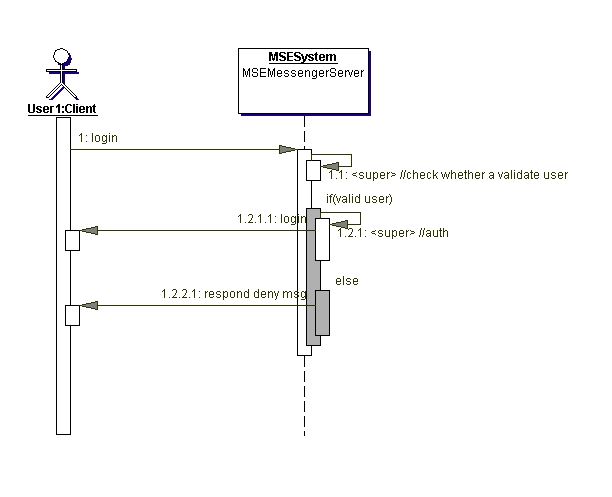 MSESystem
MSEMessengerServer
User1:Client
1: login
1.1: <super> //check whether a validate user
if(valid user)
1.2.1.1: login
1.2.1: <super> //auth
else
1.2.2.1: respond deny msg